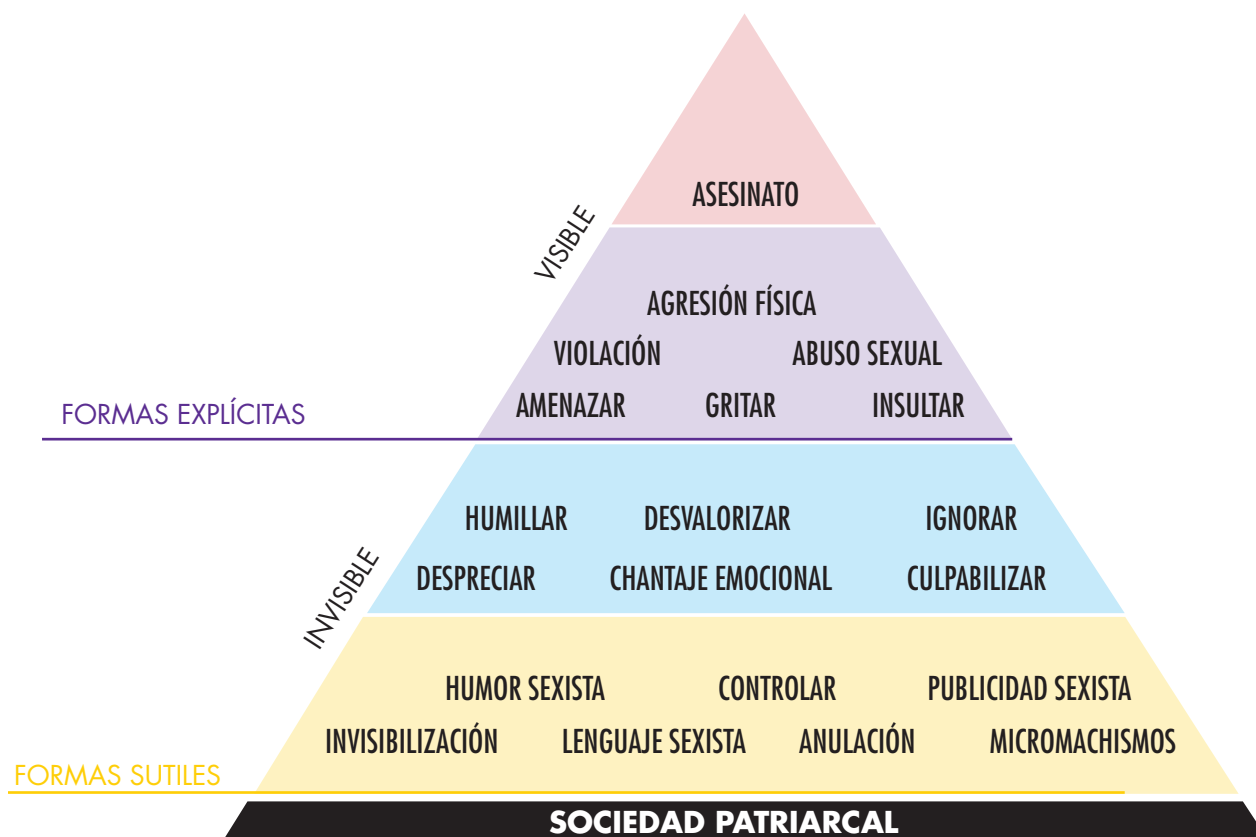 ASESINATO
VISIBLE
AGRESIÓN FÍSICA
VIOLACIÓN ABUSO SEXUAL
AMENAZAR GRITAR INSULTAR
FORMAS EXPLÍCITAS
HUMILLAR DESVALORIZAR IGNORAR
DESPRECIAR CHANTAJE EMOCIONAL CULPABILIZAR
INVISIBLE
HUMOR SEXISTA CONTROLAR PUBLICIDAD SEXISTA
INVISIBILIZACIÓN LENGUAJE SEXISTA ANULACIÓN MICROMACHISMOS
FORMAS SUTILES
SOCIEDAD PATRIARCAL